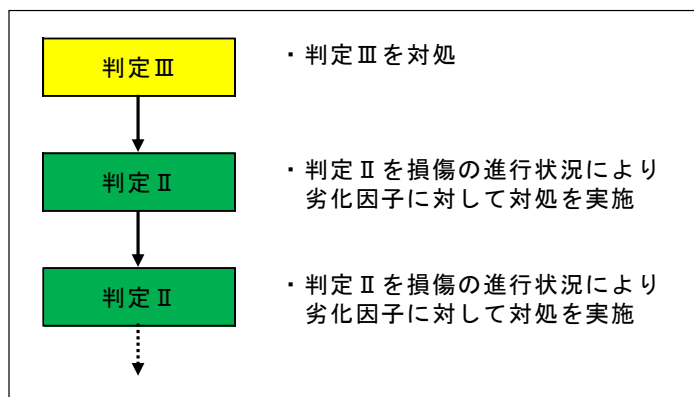 判定Ⅲ
・判定Ⅲを対処
判定Ⅱ
・判定Ⅱを損傷の進行状況により
劣化因子に対して対処を実施
判定Ⅱ
・判定Ⅱを損傷の進行状況により
劣化因子に対して対処を実施